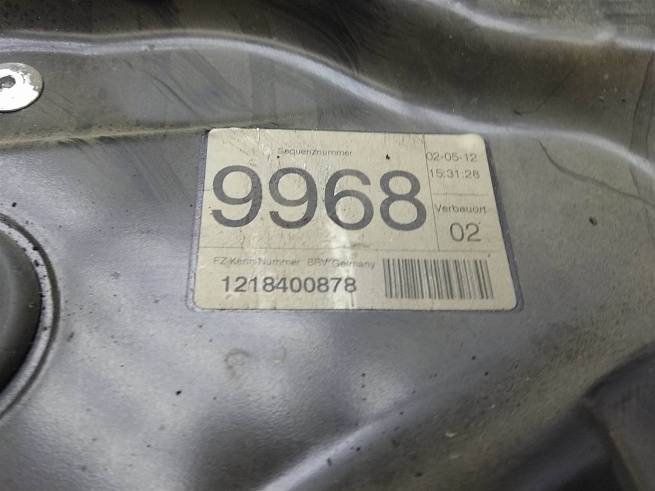 Sequenznummer
9968
02-05-12
15:31:28
Verbauort
02
FZ-Kenn-Nummer BRV Germany
1218400878